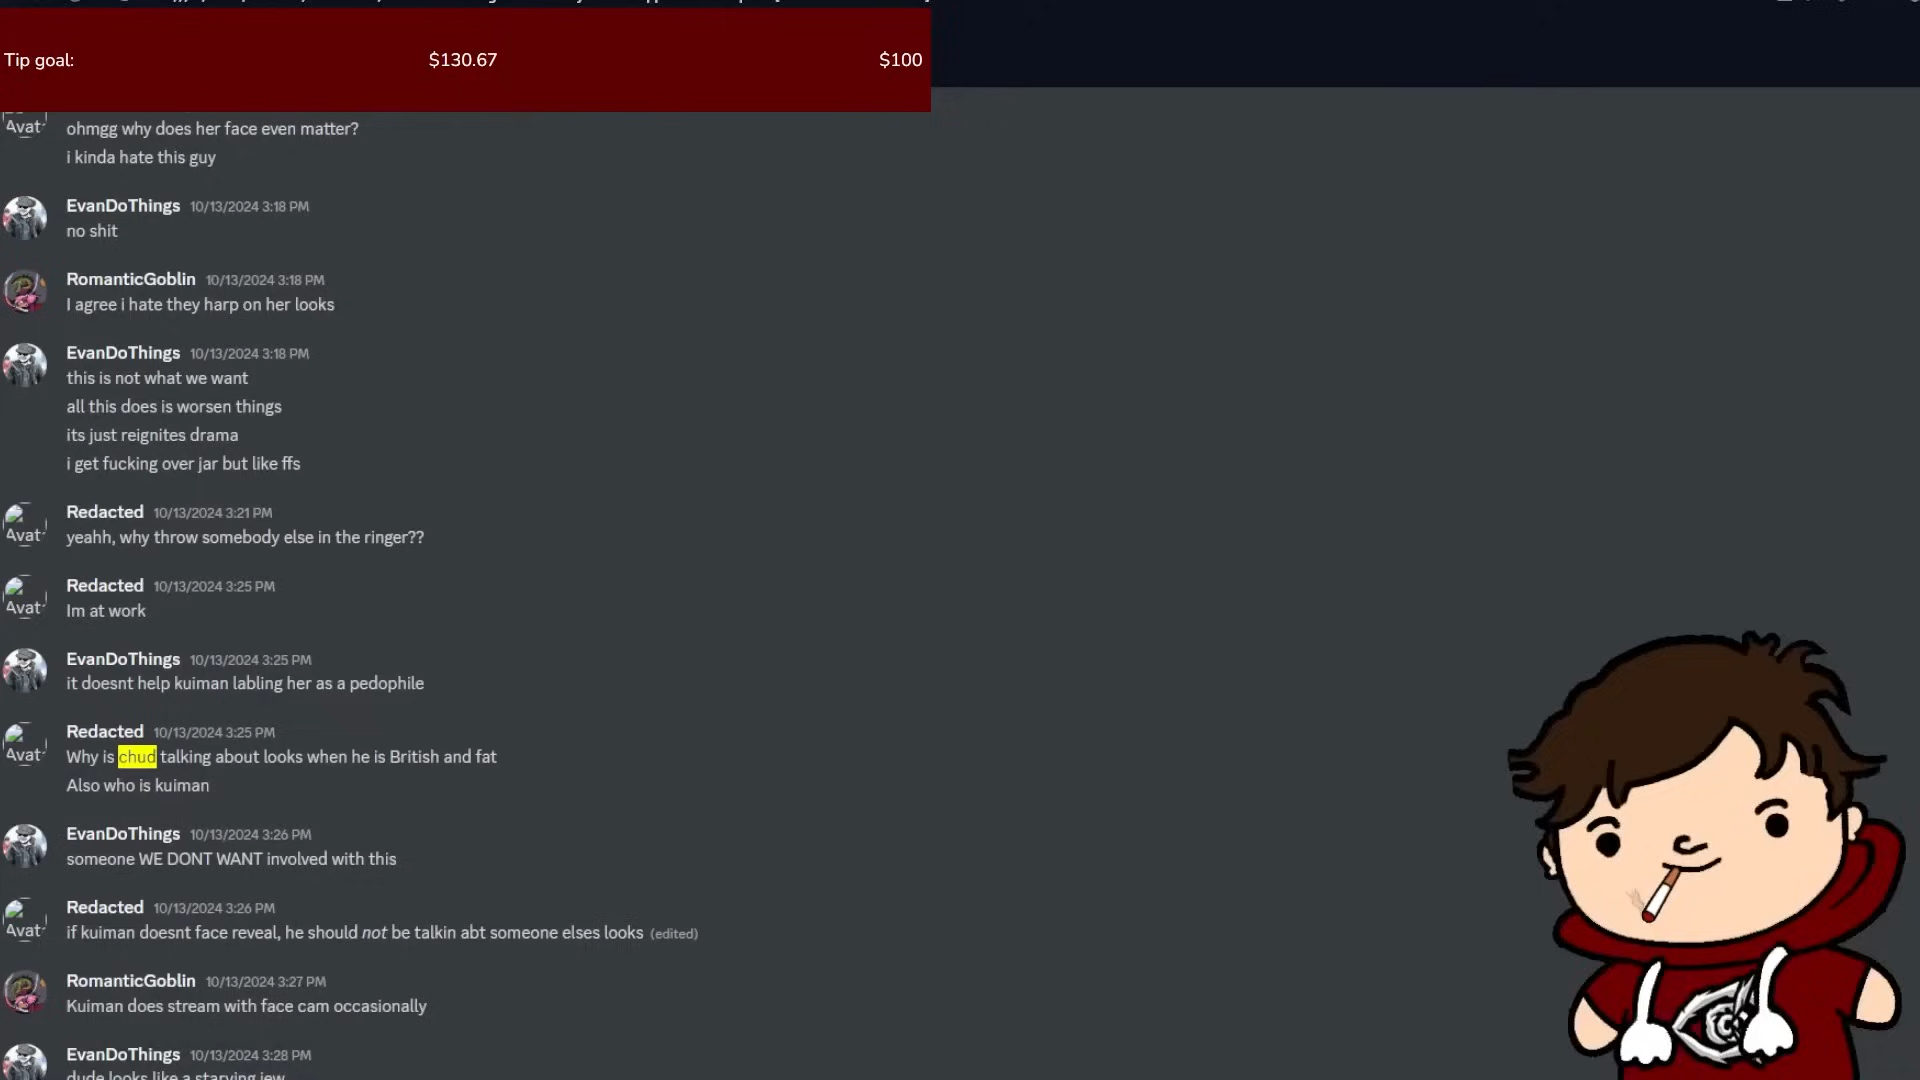 Tip goal: $130.67 $100
Avat
ohmgg why does her face even matter?
i kinda hate this guy
EvanDoThings 10/13/2024 3:18 PM
no shit
RomanticGoblin 10/13/2024 3:18 PM
I agree i hate they harp on her looks
EvanDoThings 10/13/2024 3:18 PM
this is not what we want
all this does is worsen things
its just reignites drama
i get fucking over jar but like ffs
Avat
Redacted 10/13/2024 3:21 PM
yeahh, why throw somebody else in the ringer??
Avat
Redacted 10/13/2024 3:25 PM
Im at work
EvanDoThings 10/13/2024 3:25 PM
it doesnt help kuiman labling her as a pedophile
Avat
Redacted 10/13/2024 3:25 PM
Why is chud talking about looks when he is British and fat
Also who is kuiman
EvanDoThings 10/13/2024 3:26 PM
someone WE DONT WANT involved with this
Avat
Redacted 10/13/2024 3:26 PM
if kuiman doesnt face reveal, he should not be talkin abt someone elses looks (edited)
RomanticGoblin 10/13/2024 3:27 PM
Kuiman does stream with face cam occasionally
EvanDoThings 10/13/2024 3:28 PM
dude looks like a starving jew